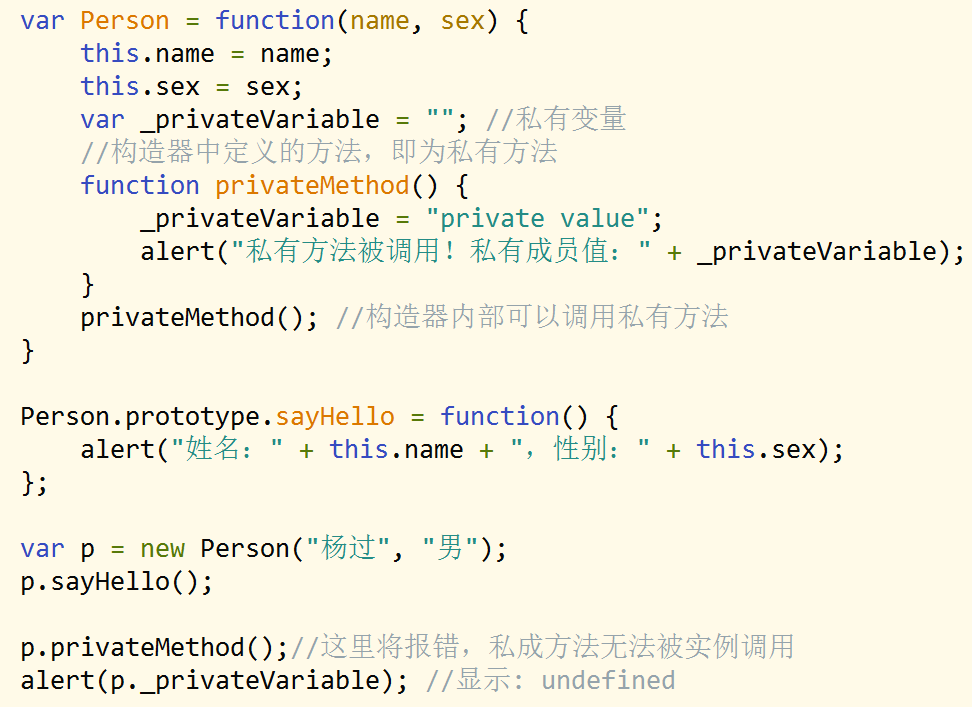 var Person = function(name, sex) {
    this.name = name;
    this.sex = sex;
    var _privateVariable = ""; //私有变量
    //构造器中定义的方法，即为私有方法
    function privateMethod() {
        _privateVariable = "private value";
        alert("私有方法被调用！私有成员值：" + _privateVariable);
    }
    privateMethod(); //构造器内部可以调用私有方法
}

Person.prototype.sayHello = function() {
    alert("姓名：" + this.name + "，性别：" + this.sex);
};

var p = new Person("杨过", "男");
p.sayHello();

p.privateMethod();//这里将报错，私成方法无法被实例调用
alert(p._privateVariable); //显示: undefined